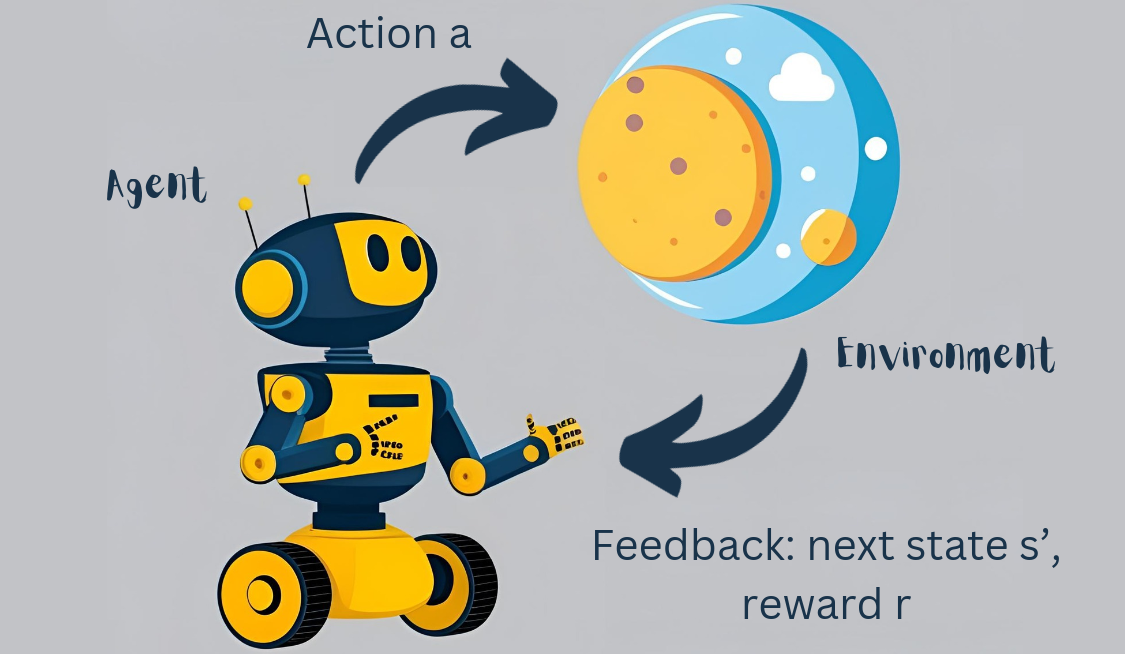 Action a
Agent
Environment
Feedback: next state s’,
reward r